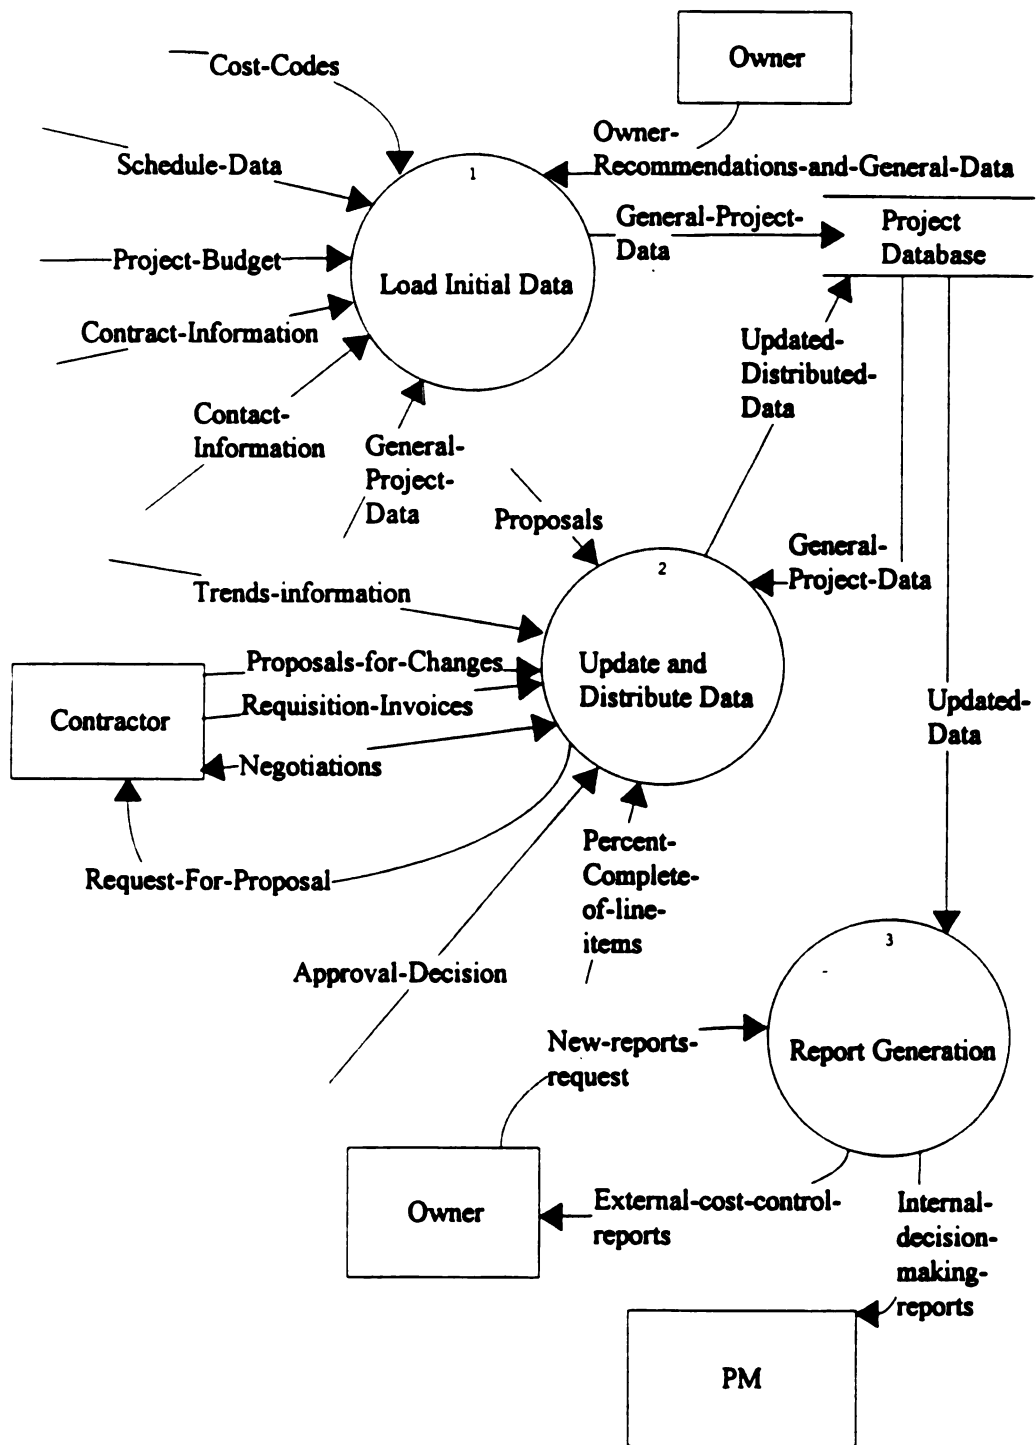 Owner
Cost-Codes
Owner-
Recommendations-and-General-Data
Schedule-Data
1
General-Project-
Data
Project
Database
Project-Budget
Load Initial Data
Contract-Information
Updated-
Distributed-
Data
Contact-
Information
General-
Project-
Data
Proposals
General-
Project-Data
2
Trends-information
Proposals-for-Changes
Update and
Distribute Data
Requisition-Invoices
Contractor
Updated-
Data
Negotiations
Percent-
Complete-
of-line-
items
Request-For-Proposal
3
Approval-Decision
New-reports-
request
Report Generation
Owner
External-cost-control-
reports
Internal-
decision-
making-
reports
PM